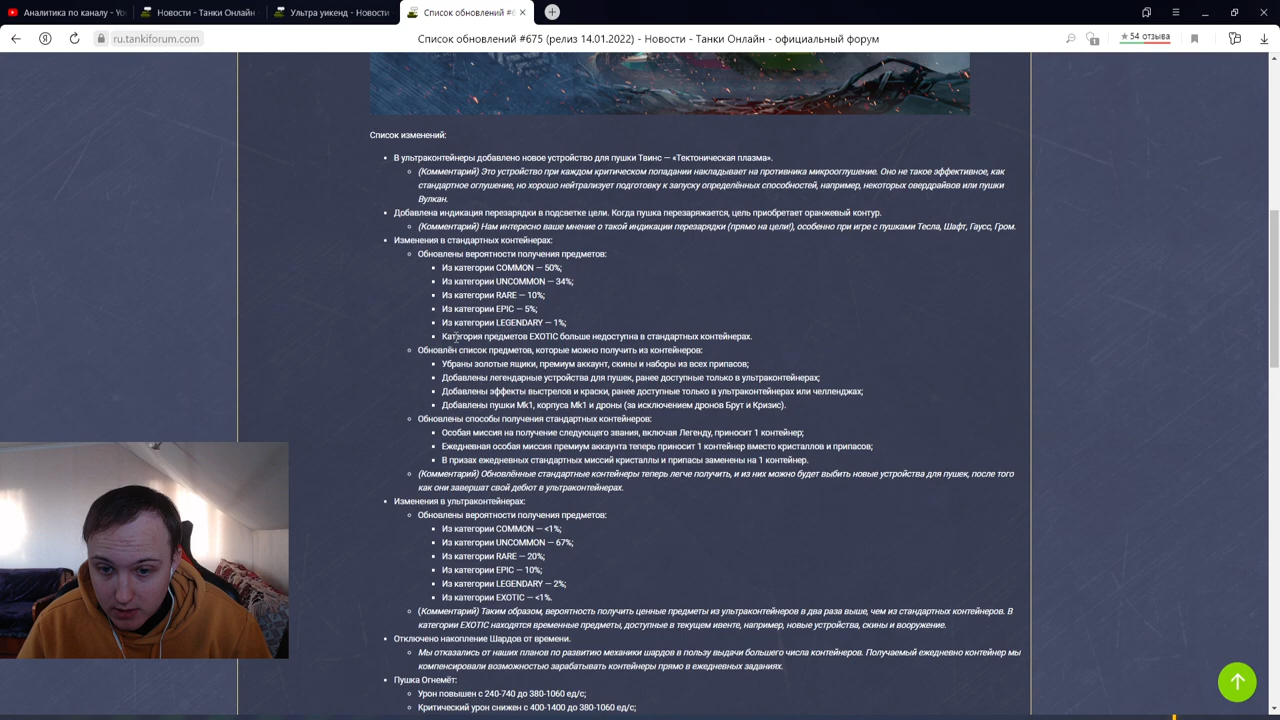 Аналитика по каналу - Yo
Новости - Танки Онлайн -
Ультра уикенд - Новости
Список обновлений #6
ru.tankiforum.com
Список обновлений #675 (релиз 14.01.2022) - Новости - Танки Онлайн - официальный форум
★ 54 отзыва
Список изменений:
• В ультраконтейнеры добавлено новое устройство для пушки Твинс — «Тектоническая плазма».
(Комментарий) Это устройство при каждом критическом попадании накладывает на противника микрооглушение. Оно не такое эффективное, как
стандартное оглушение, но хорошо нейтрализует подготовку к запуску определённых способностей, например, некоторых овердрайвов или пушки
Вулкан.
• Добавлена индикация перезарядки в подсветке цели. Когда пушка перезаряжается, цель приобретает оранжевый контур.
(Комментарий) Нам интересно ваше мнение о такой индикации перезарядки (прямо на цели!), особенно при игре с пушками Тесла, Шафт, Гаусс, Гром.
• Изменения в стандартных контейнерах:
Обновлены вероятности получения предметов:
Из категории COMMON — 50%;
Из категории UNCOMMON — 34%;
Из категории RARE — 10%;
Из категории EPIC — 5%;
Из категории LEGENDARY — 1%;
Категория предметов EXOTIC больше недоступна в стандартных контейнерах.
Обновлён список предметов, которые можно получить из контейнеров:
Убраны золотые ящики, премиум аккаунт, скины и наборы из всех припасов;
Добавлены легендарные устройства для пушек, ранее доступные только в ультраконтейнерах;
Добавлены эффекты выстрелов и краски, ранее доступные только в ультраконтейнерах или челленджах;
Добавлены пушки Mk1, корпуса Mk1 и дроны (за исключением дронов Брут и Кризис).
Обновлены способы получения стандартных контейнеров:
Особая миссия на получение следующего звания, включая Легенду, приносит 1 контейнер;
Ежедневная особая миссия премиум аккаунта теперь приносит 1 контейнер вместо кристаллов и припасов;
В призах ежедневных стандартных миссий кристаллы и припасы заменены на 1 контейнер.
(Комментарий) Обновлённые стандартные контейнеры теперь легче получить, и из них можно будет выбить новые устройства для пушек, после того
как они завершат свой дебют в ультраконтейнерах.
• Изменения в ультраконтейнерах:
Обновлены вероятности получения предметов:
Из категории COMMON — <1%;
Из категории UNCOMMON — 67%;
Из категории RARE — 20%;
Из категории EPIC — 10%;
Из категории LEGENDARY — 2%;
Из категории EXOTIC — <1%.
(Комментарий) Таким образом, вероятность получить ценные предметы из ультраконтейнеров в два раза выше, чем из стандартных контейнеров. В
категории EXOTIC находятся временные предметы, доступные в текущем ивенте, например, новые устройства, скины и вооружение.
• Отключено накопление Шардов от времени.
Мы отказались от наших планов по развитию механики шардов в пользу выдачи большего числа контейнеров. Получаемый ежедневно контейнер мы
компенсировали возможностью зарабатывать контейнеры прямо в ежедневных заданиях.
• Пушка Огнемёт:
Урон повышен с 240-740 до 380-1060 ед/с;
Критический урон снижен с 400-1400 до 380-1060 ед/с;